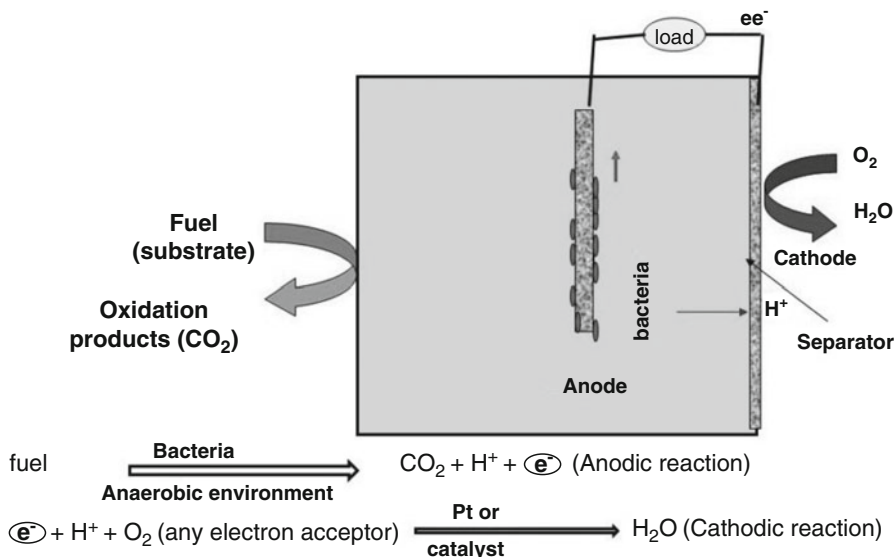 ee⁻
load
O₂
H₂O
Cathode
Fuel
(substrate)
Oxidation
products (CO₂)
bacteria
H⁺
Separator
Anode
fuel
Bacteria
Anaerobic environment
CO₂ + H⁺ + e⁻ (Anodic reaction)
e⁻ + H⁺ + O₂ (any electron acceptor)
Pt or
catalyst
H₂O (Cathodic reaction)